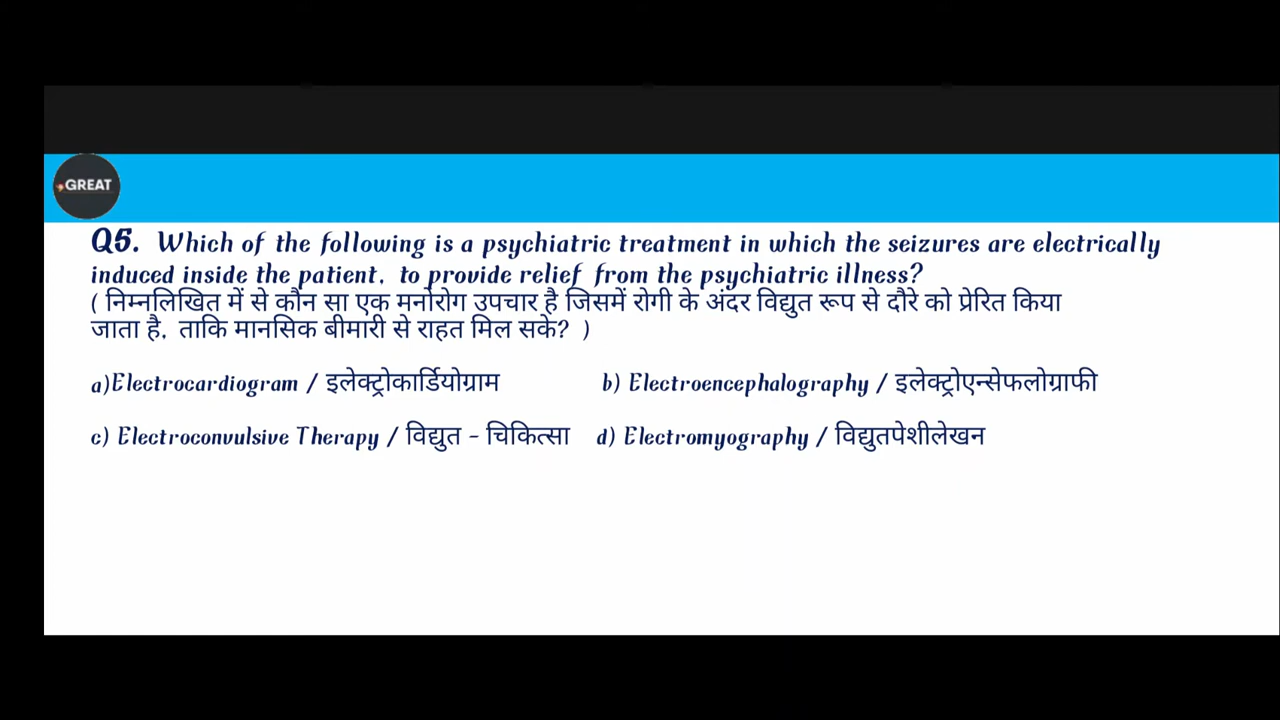 GREAT
Q5. Which of the following is a psychiatric treatment in which the seizures are electrically
induced inside the patient, to provide relief from the psychiatric illness?
( निम्नलिखित में से कौन सा एक मनोरोग उपचार है जिसमें रोगी के अंदर विद्युत रूप से दौरे को प्रेरित किया
जाता है, ताकि मानसिक बीमारी से राहत मिल सके? )
a)Electrocardiogram / इलेक्ट्रोकार्डियोग्राम b) Electroencephalography / इलेक्ट्रोएन्सेफलोग्राफी
c) Electroconvulsive Therapy / विद्युत - चिकित्सा d) Electromyography / विद्युतपेशीलेखन